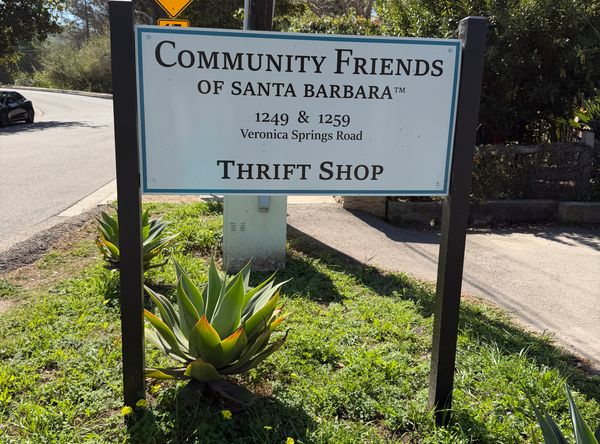 Community Friends
of Santa Barbara™
1249 & 1259
Veronica Springs Road
Thrift Shop